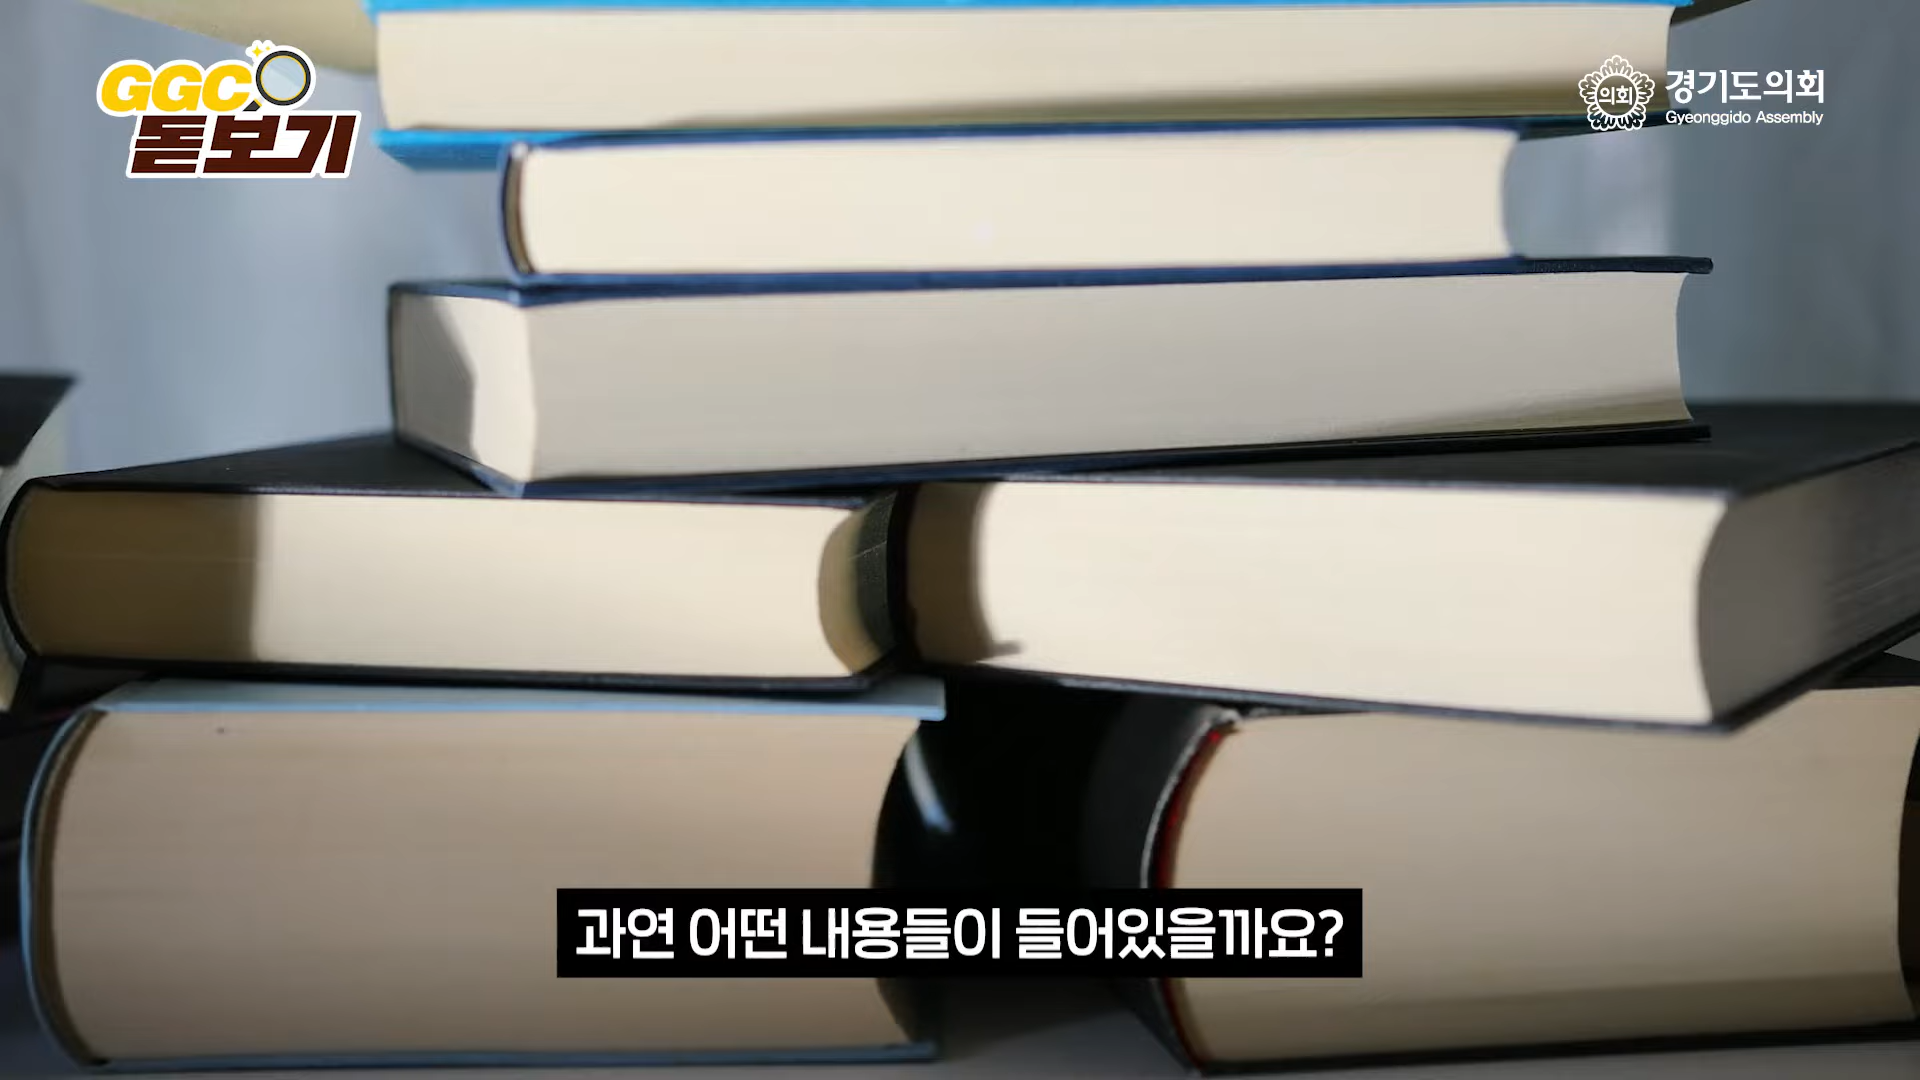 GGC
돋보기
의회
경기도의회
Gyeonggido Assembly
과연 어떤 내용들이 들어있을까요?